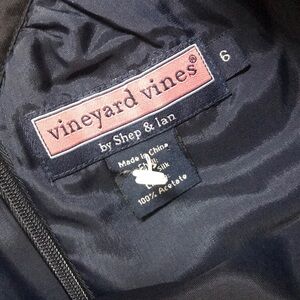 vineyard vines®
6
by Shep & Ian
Made in China
Silk
100% Acetate